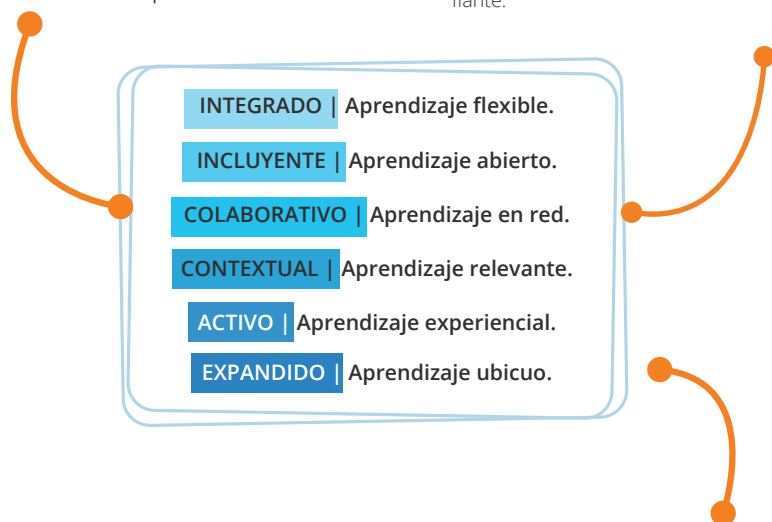 fiante.
INTEGRADO | Aprendizaje flexible.
INCLUYENTE | Aprendizaje abierto.
COLABORATIVO | Aprendizaje en red.
CONTEXTUAL | Aprendizaje relevante.
ACTIVO | Aprendizaje experiencial.
EXPANDIDO | Aprendizaje ubicuo.